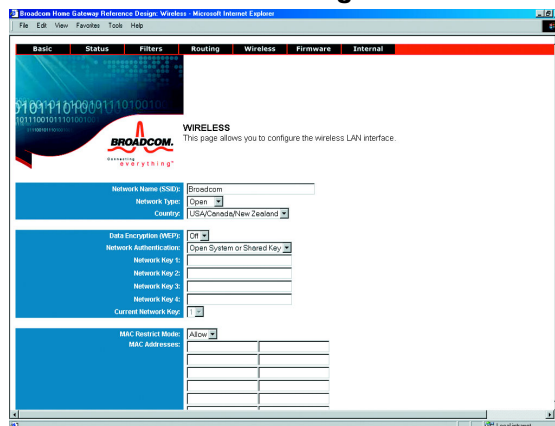 Broadcom Home Gateway Reference Design: Wireless - Microsoft Internet Explorer
File Edit View Favorites Tools Help
Basic Status Filters Routing Wireless Firmware Internal
BROADCOM.
Connecting
everything
WIRELESS
This page allows you to configure the wireless LAN interface.
Network Name (SSID): Broadcom
Network Type: Open
Country: USA/Canada/New Zealand
Data Encryption (WEP): Off
Network Authentication: Open System or Shared Key
Network Key 1:
Network Key 2:
Network Key 3:
Network Key 4:
Current Network Key: 1
MAC Restrict Mode: Allow
MAC Addresses:
Local intranet